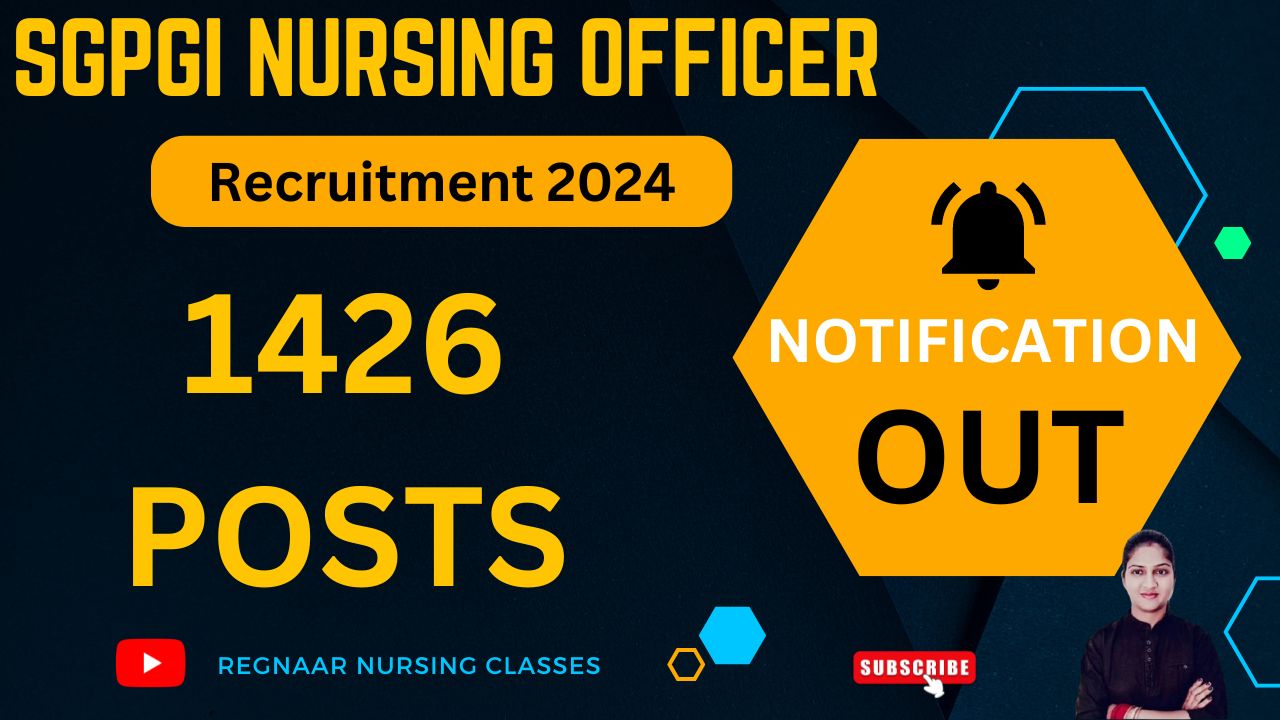 SGPGI NURSING OFFICER
Recruitment 2024
1426
POSTS
NOTIFICATION
OUT
REGNAAR NURSING CLASSES
SUBSCRIBE